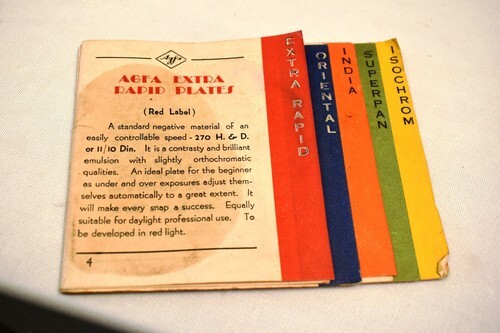 Agfa
AGFA EXTRA
RAPID PLATES
(Red Label)
A standard negative material of an
easily controllable speed - 270 H. & D.
or 11/10 Din. It is a contrasty and brilliant
emulsion with slightly orthochromatic
qualities. An ideal plate for the beginner
as under and over exposures adjust them-
selves automatically to a great extent. It
will make every snap a success. Equally
suitable for daylight professional use. To
be developed in red light.
4
EXTRA RAPID
ORIENTAL
INDIA
SUPERPAN
ISOCHROM